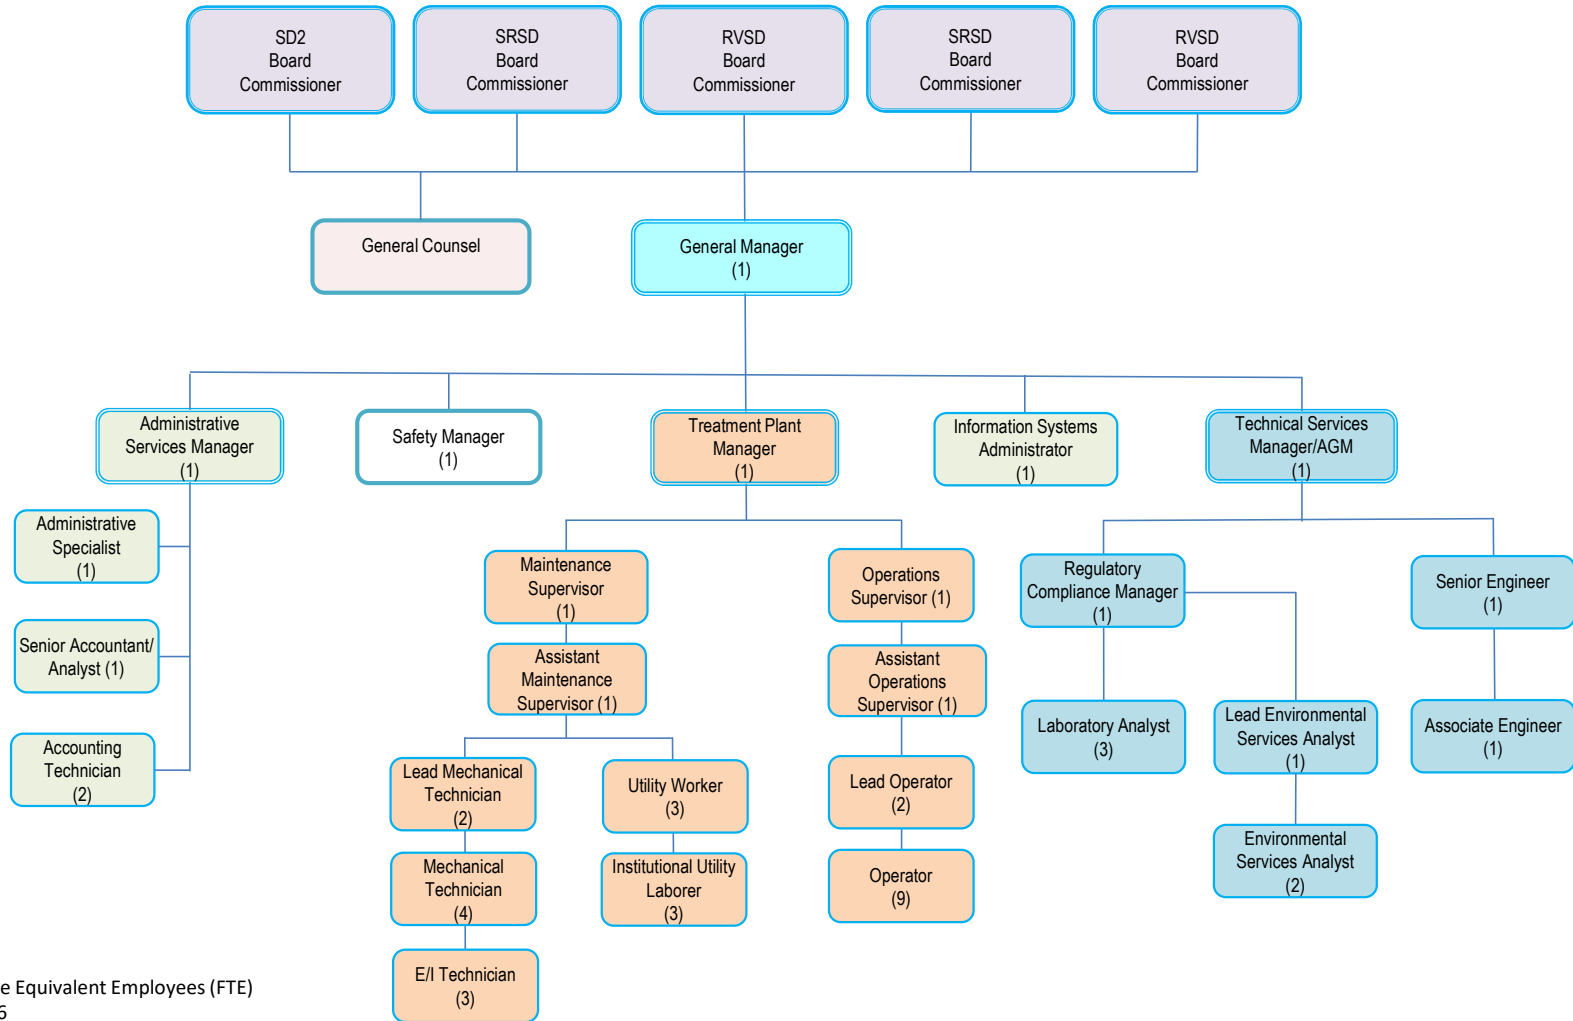 SD2
Board
Commissioner
SRSD
Board
Commissioner
RVSD
Board
Commissioner
SRSD
Board
Commissioner
RVSD
Board
Commissioner
General Counsel
General Manager
(1)
Administrative
Services Manager
(1)
Safety Manager
(1)
Treatment Plant
Manager
(1)
Information Systems
Administrator
(1)
Technical Services
Manager/AGM
(1)
Administrative
Specialist
(1)
Senior Accountant/
Analyst (1)
Accounting
Technician
(2)
Maintenance
Supervisor
(1)
Assistant
Maintenance
Supervisor (1)
Lead Mechanical
Technician
(2)
Mechanical
Technician
(4)
E/I Technician
(3)
Utility Worker
(3)
Institutional Utility
Laborer
(3)
Operations
Supervisor (1)
Assistant
Operations
Supervisor (1)
Lead Operator
(2)
Operator
(9)
Regulatory
Compliance Manager
(1)
Laboratory Analyst
(3)
Lead Environmental
Services Analyst
(1)
Environmental
Services Analyst
(2)
Senior Engineer
(1)
Associate Engineer
(1)
e Equivalent Employees (FTE)
6